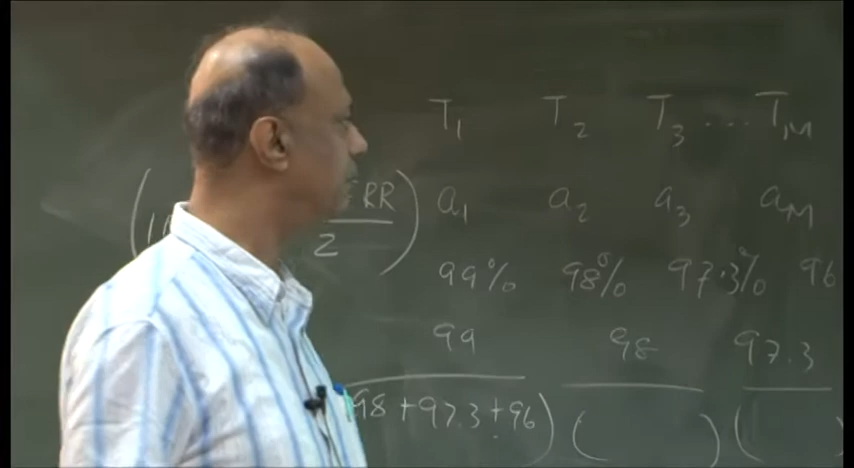 T1 T2 T3 .... TM
a1 a2 a3 aM
RR
2
99% 98% 97.3% 96
99 98 97.3
98 + 97.3 + 96) ( ) (